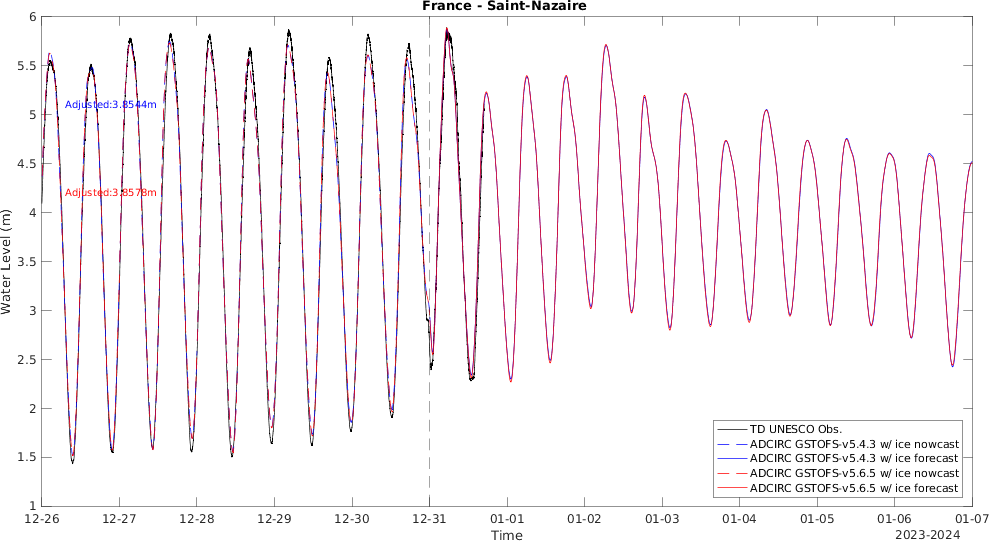 France - Saint-Nazaire
6
5.5
5
4.5
4
3.5
3
2.5
2
1.5
1
Water Level (m)
Adjusted:3.8544m
Adjusted:3.8578m
TD UNESCO Obs.
ADCIRC GSTOFS-v5.4.3 w/ ice nowcast
ADCIRC GSTOFS-v5.4.3 w/ ice forecast
ADCIRC GSTOFS-v5.6.5 w/ ice nowcast
ADCIRC GSTOFS-v5.6.5 w/ ice forecast
12-26 12-27 12-28 12-29 12-30 12-31 01-01 01-02 01-03 01-04 01-05 01-06 01-07
Time
2023-2024